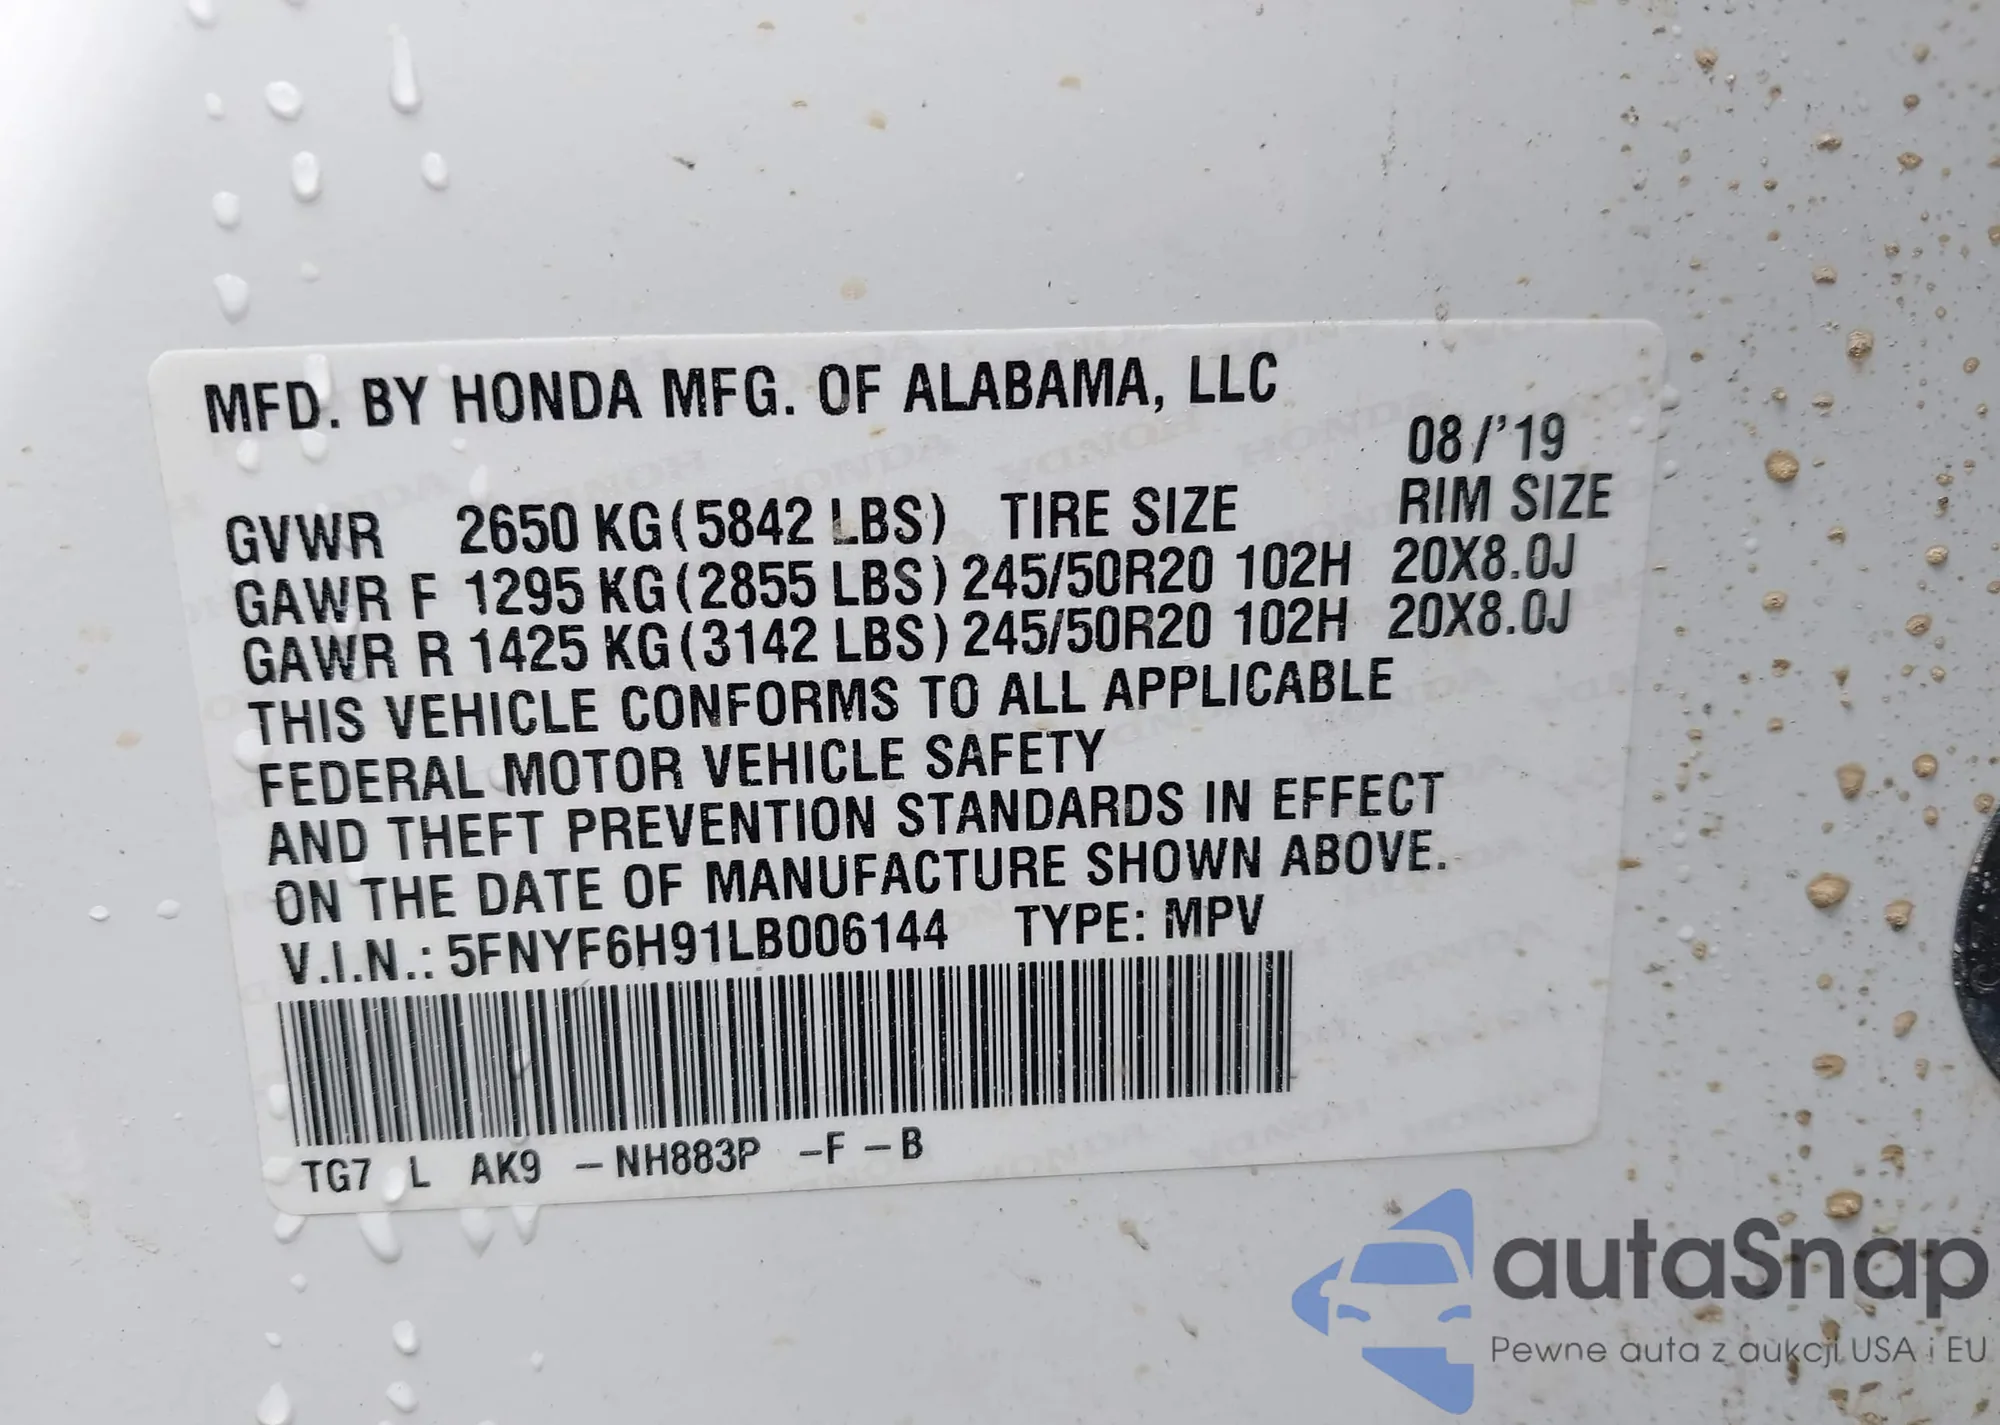 MFD. BY HONDA MFG. OF ALABAMA, LLC
08/'19
GVWR 2650 KG(5842 LBS) TIRE SIZE RIM SIZE
GAWR F 1295 KG(2855 LBS) 245/50R20 102H 20X8.0J
GAWR R 1425 KG(3142 LBS) 245/50R20 102H 20X8.0J
THIS VEHICLE CONFORMS TO ALL APPLICABLE
FEDERAL MOTOR VEHICLE SAFETY
AND THEFT PREVENTION STANDARDS IN EFFECT
ON THE DATE OF MANUFACTURE SHOWN ABOVE.
V.I.N.: 5FNYF6H91LB006144 TYPE: MPV
TG7 L AK9 -NH883P -F-B
autaSnap
Pewne auta z aukcji USA i EU